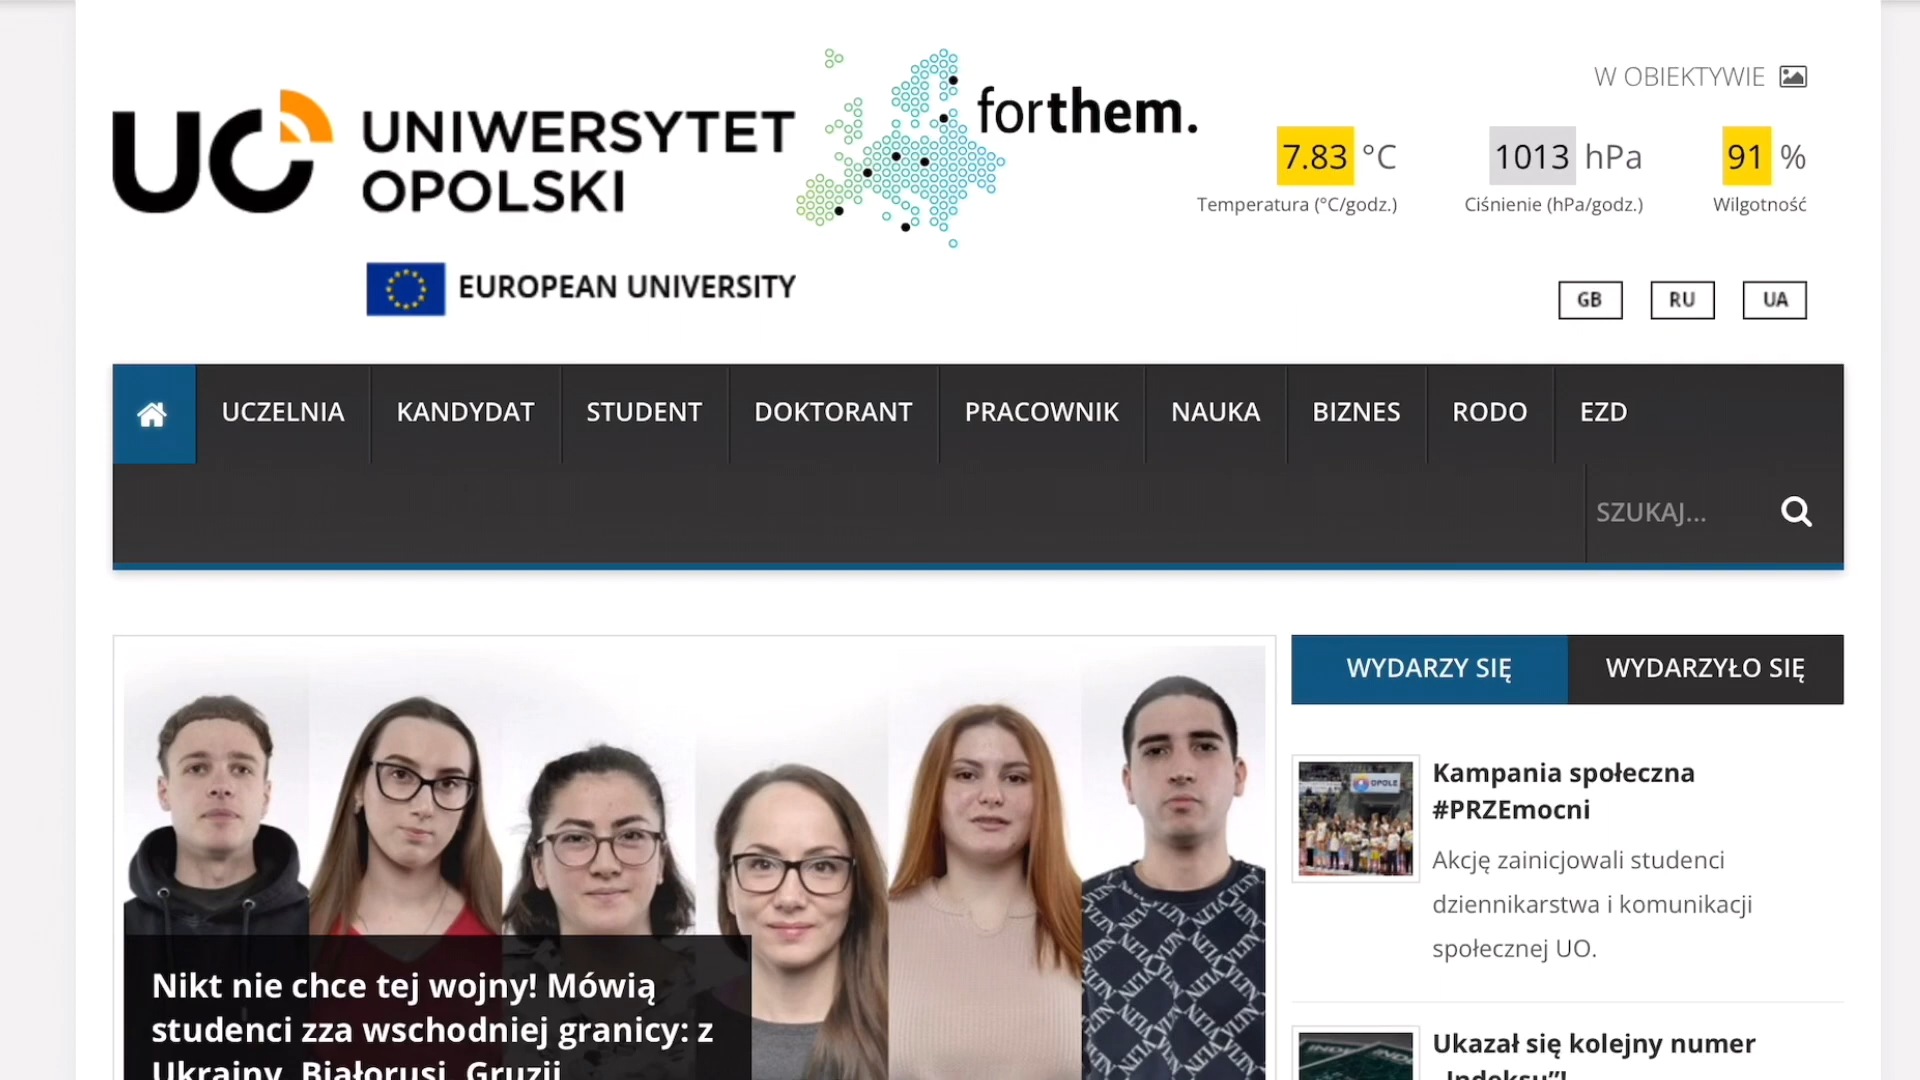 UO UNIWERSYTET
OPOLSKI
forthem.
EUROPEAN UNIVERSITY
W OBIEKTYWIE
7.83 °C 1013 hPa 91 %
Temperatura (°C/godz.) Ciśnienie (hPa/godz.) Wilgotność
GB RU UA
UCZELNIA KANDYDAT STUDENT DOKTORANT PRACOWNIK NAUKA BIZNES RODO EZD
SZUKAJ...
Nikt nie chce tej wojny! Mówią
studenci zza wschodniej granicy: z
Ukrainy, Białorusi, Gruzji
WYDARZY SIĘ WYDARZYŁO SIĘ
OPOLE
Kampania społeczna
#PRZEmocni
Akcję zainicjowali studenci
dziennikarstwa i komunikacji
społecznej UO.
Ukazał się kolejny numer
„Indeksu”!